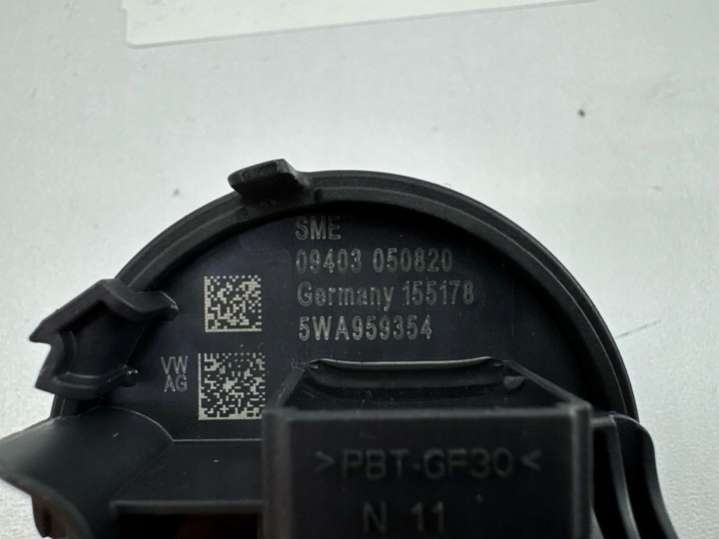 SME
09403 050820
Germany 155178
5WA959354
VW
AG
>PBT-GF30<
N 11